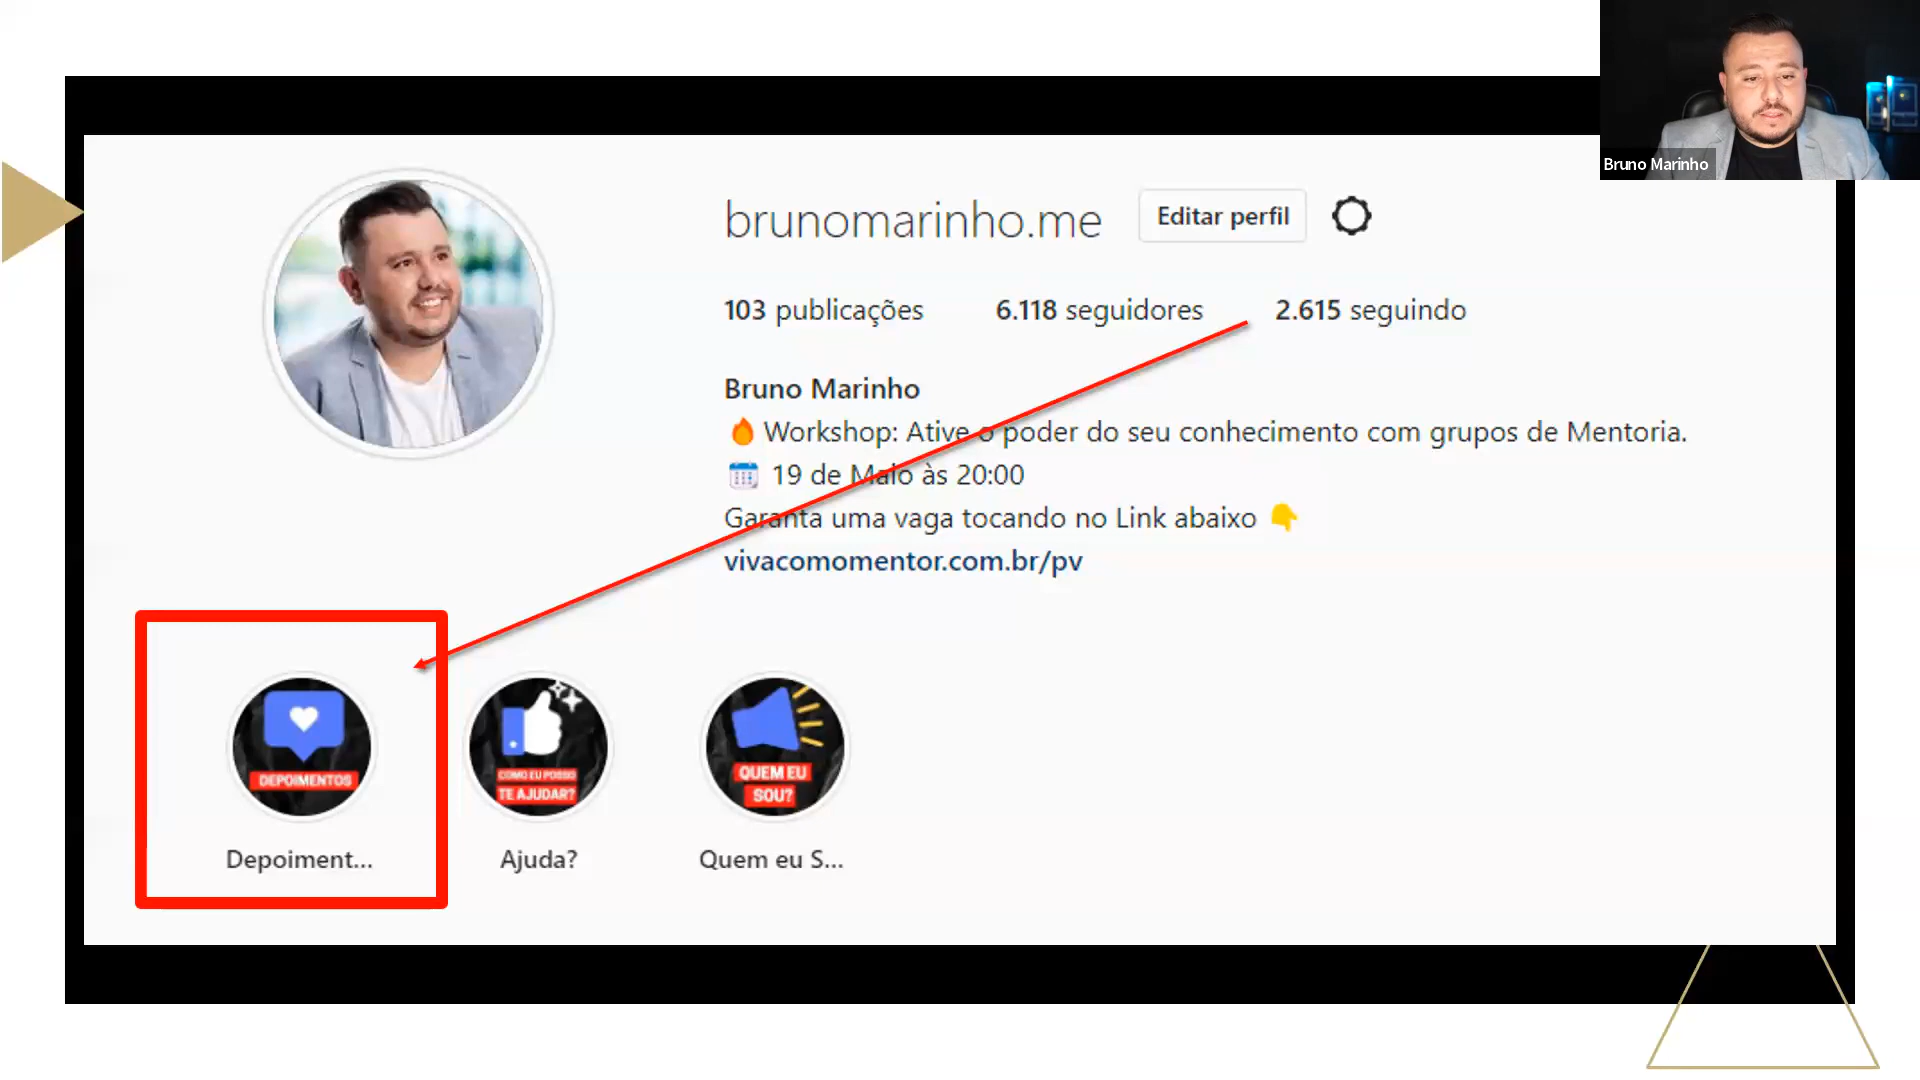 Bruno Marinho
brunomarinho.me
Editar perfil
103 publicações 6.118 seguidores 2.615 seguindo
Bruno Marinho
🔥 Workshop: Ative o poder do seu conhecimento com grupos de Mentoria.
📅 19 de Maio às 20:00
Garanta uma vaga tocando no Link abaixo 👇
vivacomomentor.com.br/pv
DEPOIMENTOS
COMO EU POSSO
TE AJUDAR?
QUEM EU
SOU?
Depoiment...
Ajuda?
Quem eu S...